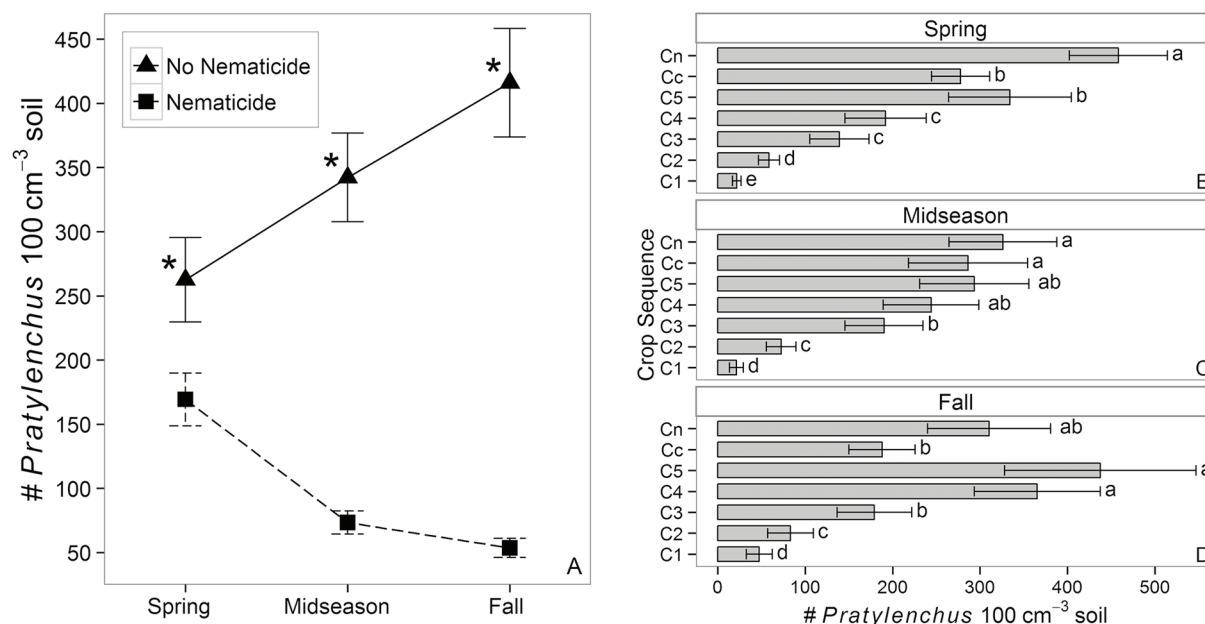 450
400
350
300
250
200
150
100
50
# Pratylenchus 100 cm⁻³ soil
No Nematicide
Nematicide
*
*
*
A
Spring
Midseason
Fall
Crop Sequence
Spring
Cn a
Cc b
C5 b
C4 c
C3 c
C2 d
C1 e
Midseason
Cn a
Cc a
C5 ab
C4 ab
C3 b
C2 c
C1 d
Fall
Cn ab
Cc b
C5
C4 a
C3 b
C2 c
C1 d
0 100 200 300 400 500
# Pratylenchus 100 cm⁻³ soil